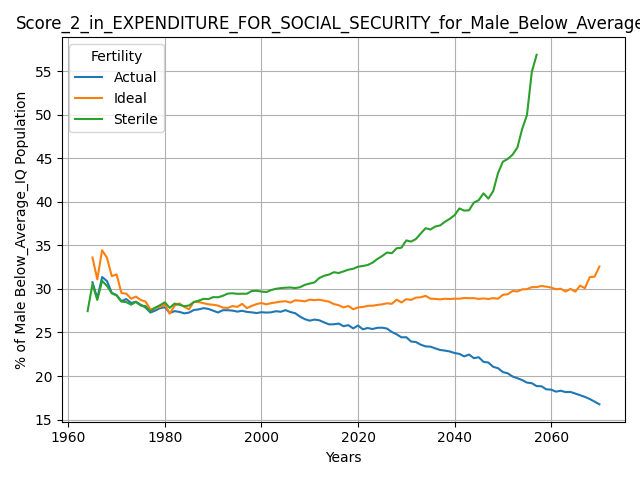 Score_2_in_EXPENDITURE_FOR_SOCIAL_SECURITY_for_Male_Below_Average
Fertility
Actual
Ideal
Sterile
% of Male Below_Average_IQ Population
55
50
45
40
35
30
25
20
15
1960 1980 2000 2020 2040 2060
Years